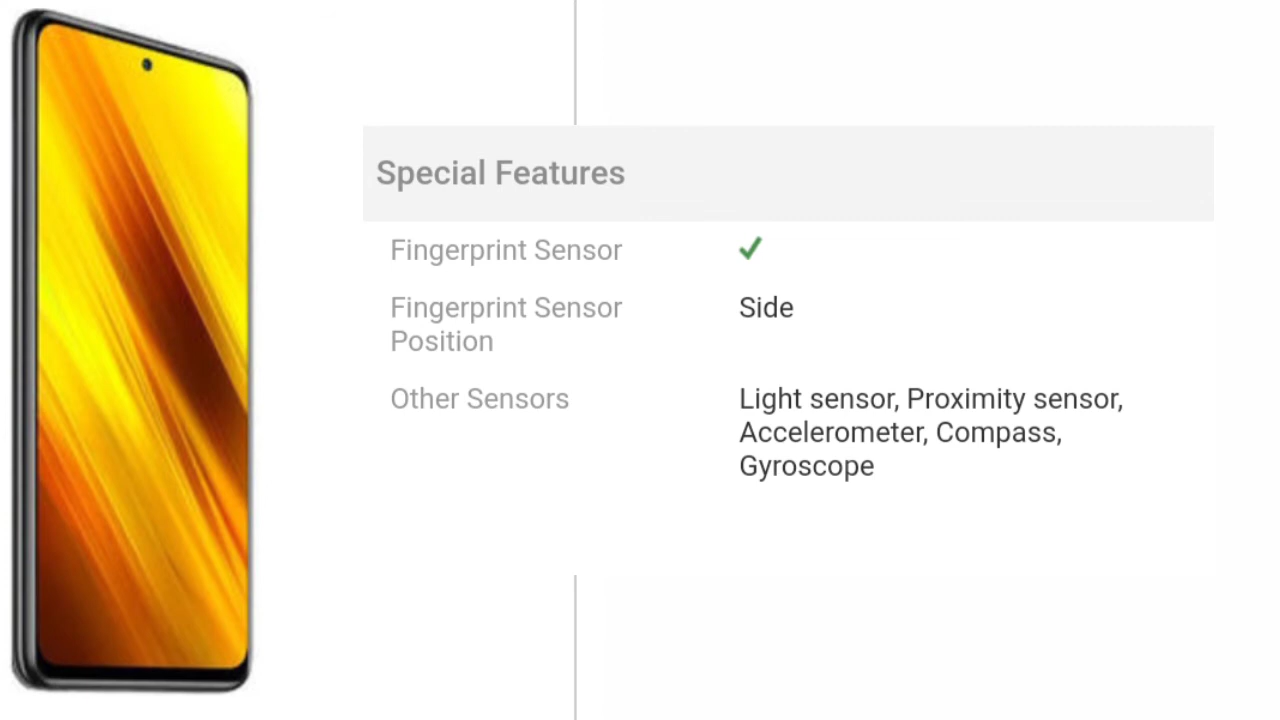 Special Features
Fingerprint Sensor
Fingerprint Sensor Position
Side
Other Sensors
Light sensor, Proximity sensor,
Accelerometer, Compass,
Gyroscope